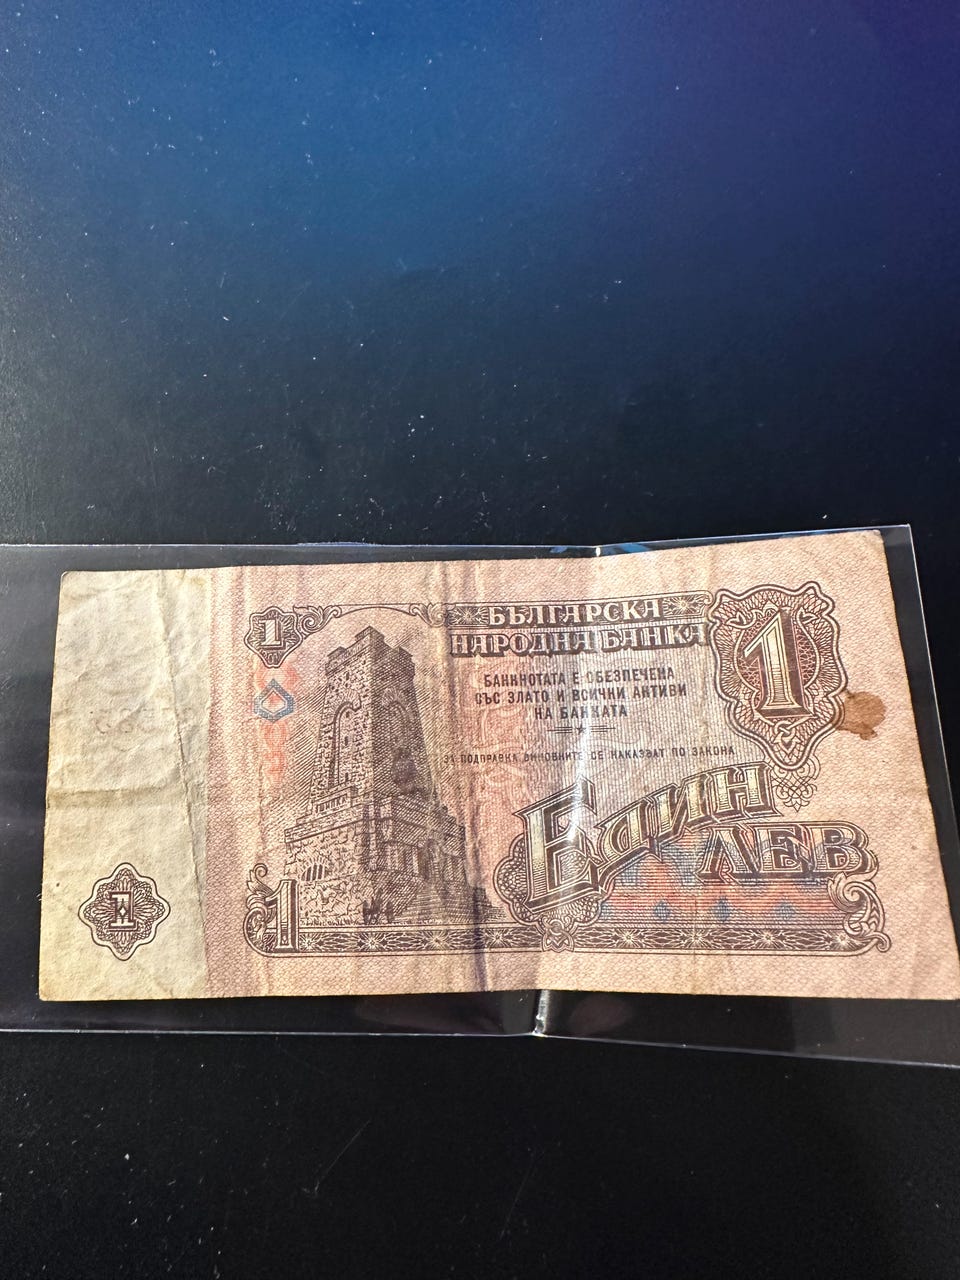 1
БЪЛГАРСКА
НАРОДНА БАНКА
1
БАНКНОТАТА Е ОБЕЗПЕЧЕНА
СЪС ЗЛАТО И ВСИЧКИ АКТИВИ
НА БАНКАТА
ЗА ПОДПРАВКА ВИНОВНИТЕ СЕ НАКАЗВАТ ПО ЗАКОНА
ЕДИН
ЛЕВ
1